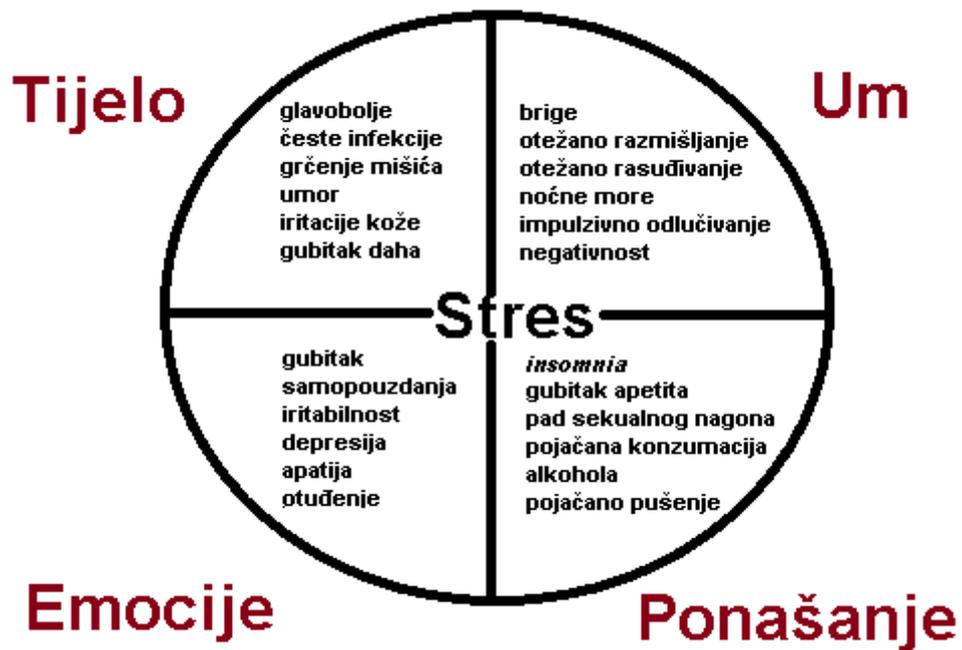 Tijelo
glavobolje
česte infekcije
grčenje mišića
umor
iritacije kože
gubitak daha
Um
brige
otežano razmišljanje
otežano rasuđivanje
noćne more
impulzivno odlučivanje
negativnost
Stres
gubitak
samopouzdanja
iritabilnost
depresija
apatija
otuđenje
Emocije
insomnia
gubitak apetita
pad sekualnog nagona
pojačana konzumacija
alkohola
pojačano pušenje
Ponašanje